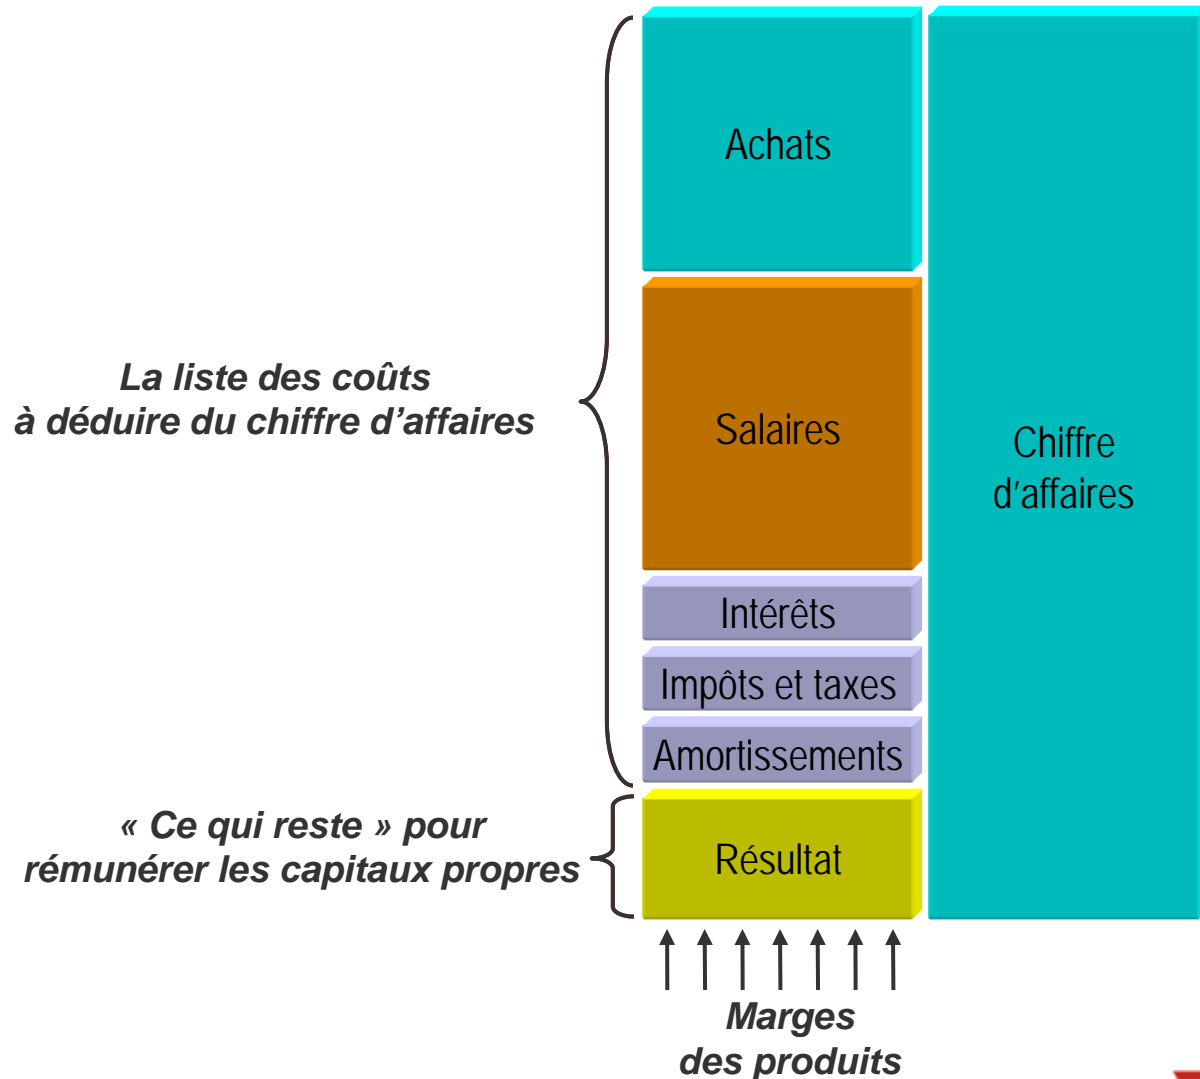 Achats
La liste des coûts
à déduire du chiffre d’affaires
Salaires
Chiffre
d’affaires
Intérêts
Impôts et taxes
Amortissements
« Ce qui reste » pour
rémunérer les capitaux propres
Résultat
Marges
des produits